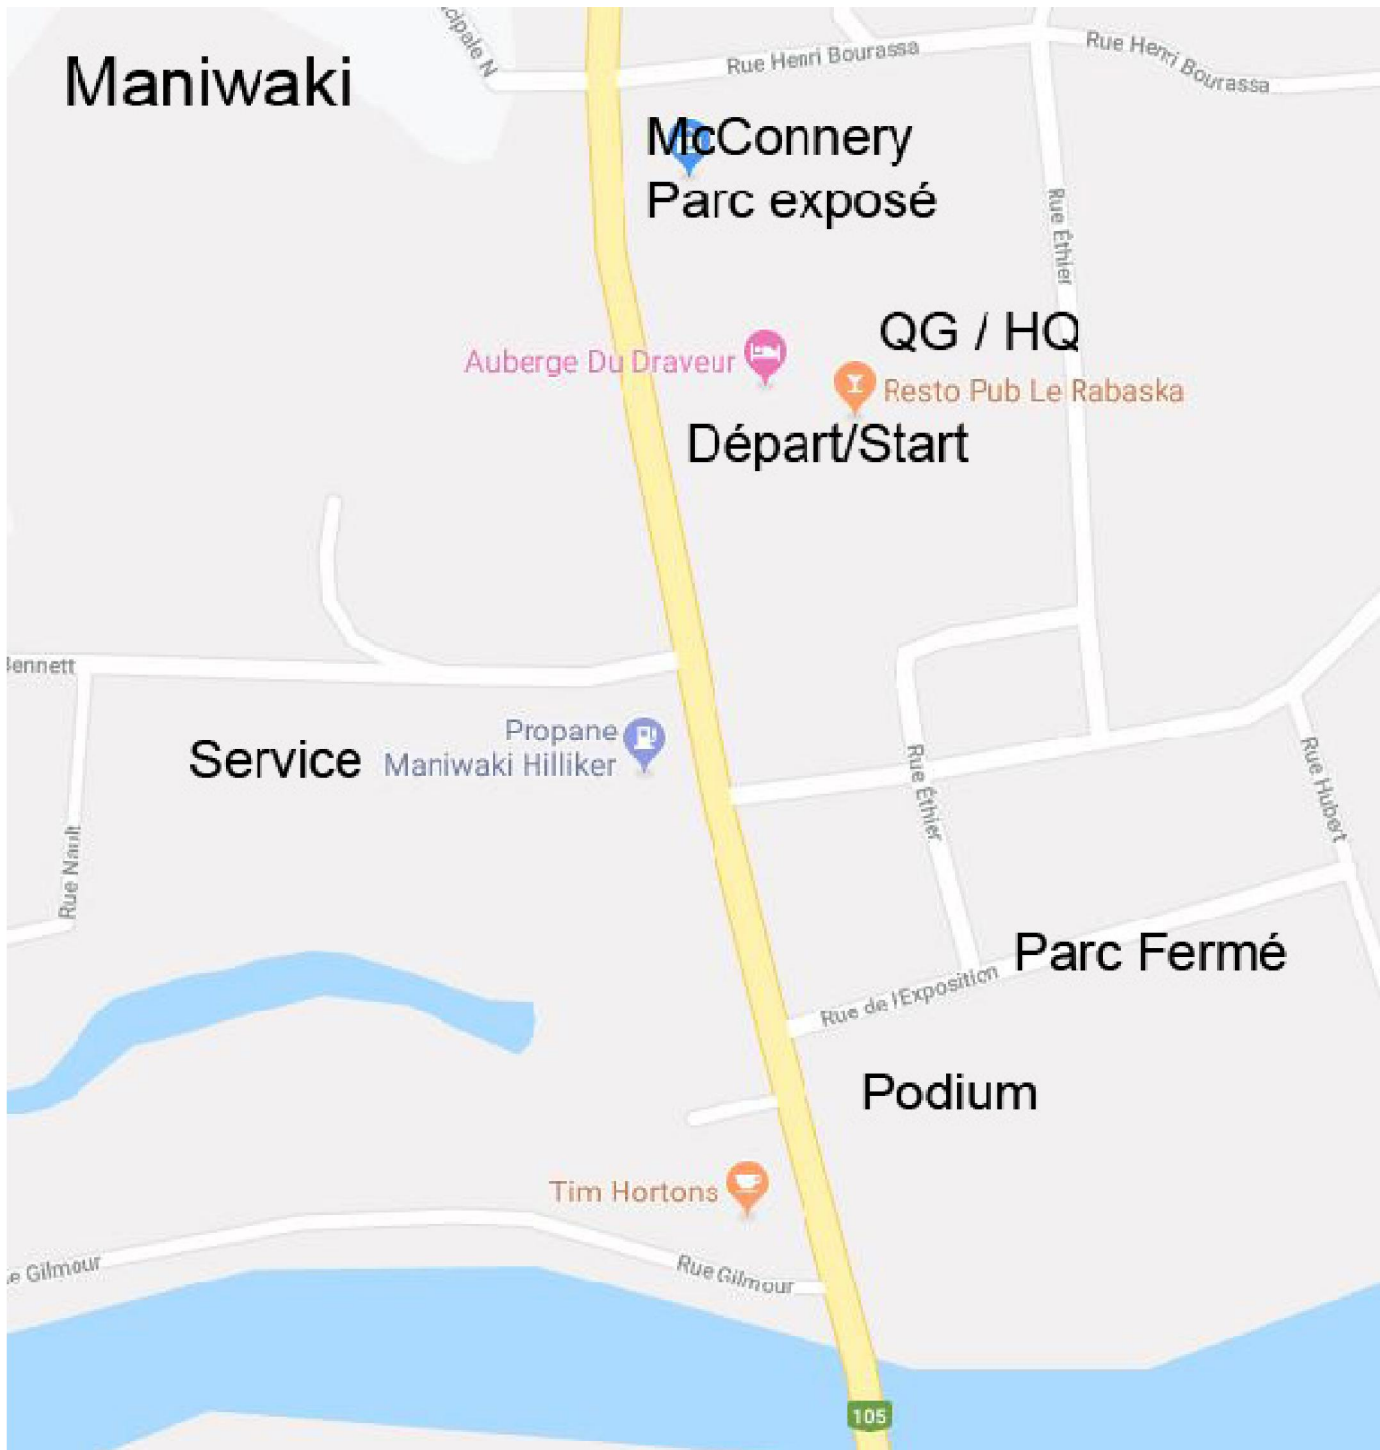 cipale N
Rue Henri Bourassa
Rue Henri Bourassa
Maniwaki
McConnery
Parc exposé
Rue Éthier
QG / HQ
Auberge Du Draveur
Resto Pub Le Rabaska
Départ/Start
Bennett
Propane
Maniwaki Hilliker
Service
Rue Éthier
Rue Hubert
Rue Nault
Parc Fermé
Rue de l'Exposition
Podium
Tim Hortons
e Gilmour
Rue Gilmour
105